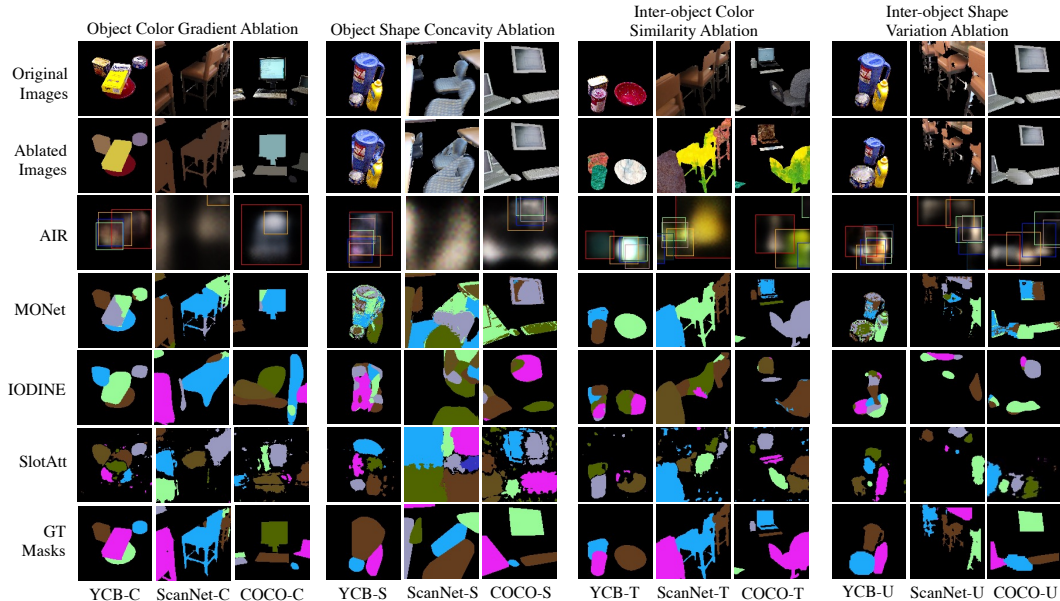 Object Color Gradient Ablation
Object Shape Concavity Ablation
Inter-object Color
Similarity Ablation
Inter-object Shape
Variation Ablation
Original
Images
Ablated
Images
AIR
MONet
IODINE
SlotAtt
GT
Masks
YCB-C ScanNet-C COCO-C YCB-S ScanNet-S COCO-S YCB-T ScanNet-T COCO-T YCB-U ScanNet-U COCO-U